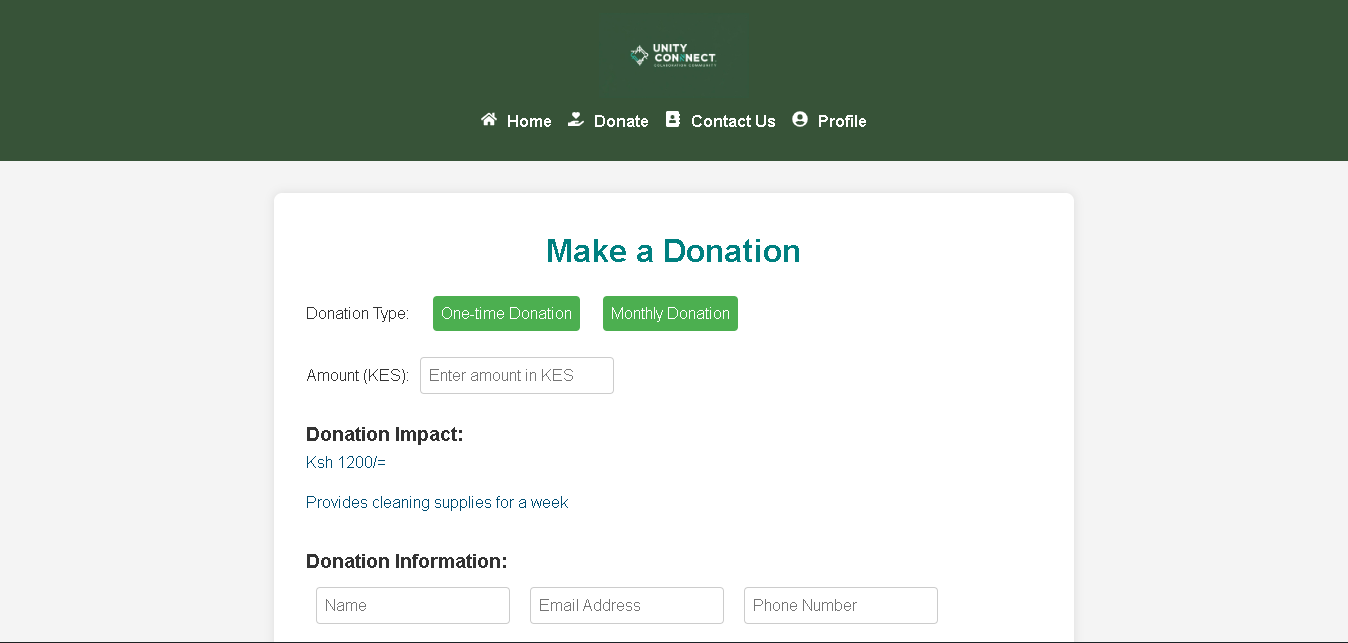 UNITY
CONNECT
Home Donate Contact Us Profile
Make a Donation
Donation Type: One-time Donation Monthly Donation
Amount (KES): Enter amount in KES
Donation Impact:
Ksh 1200/=
Provides cleaning supplies for a week
Donation Information:
Name Email Address Phone Number